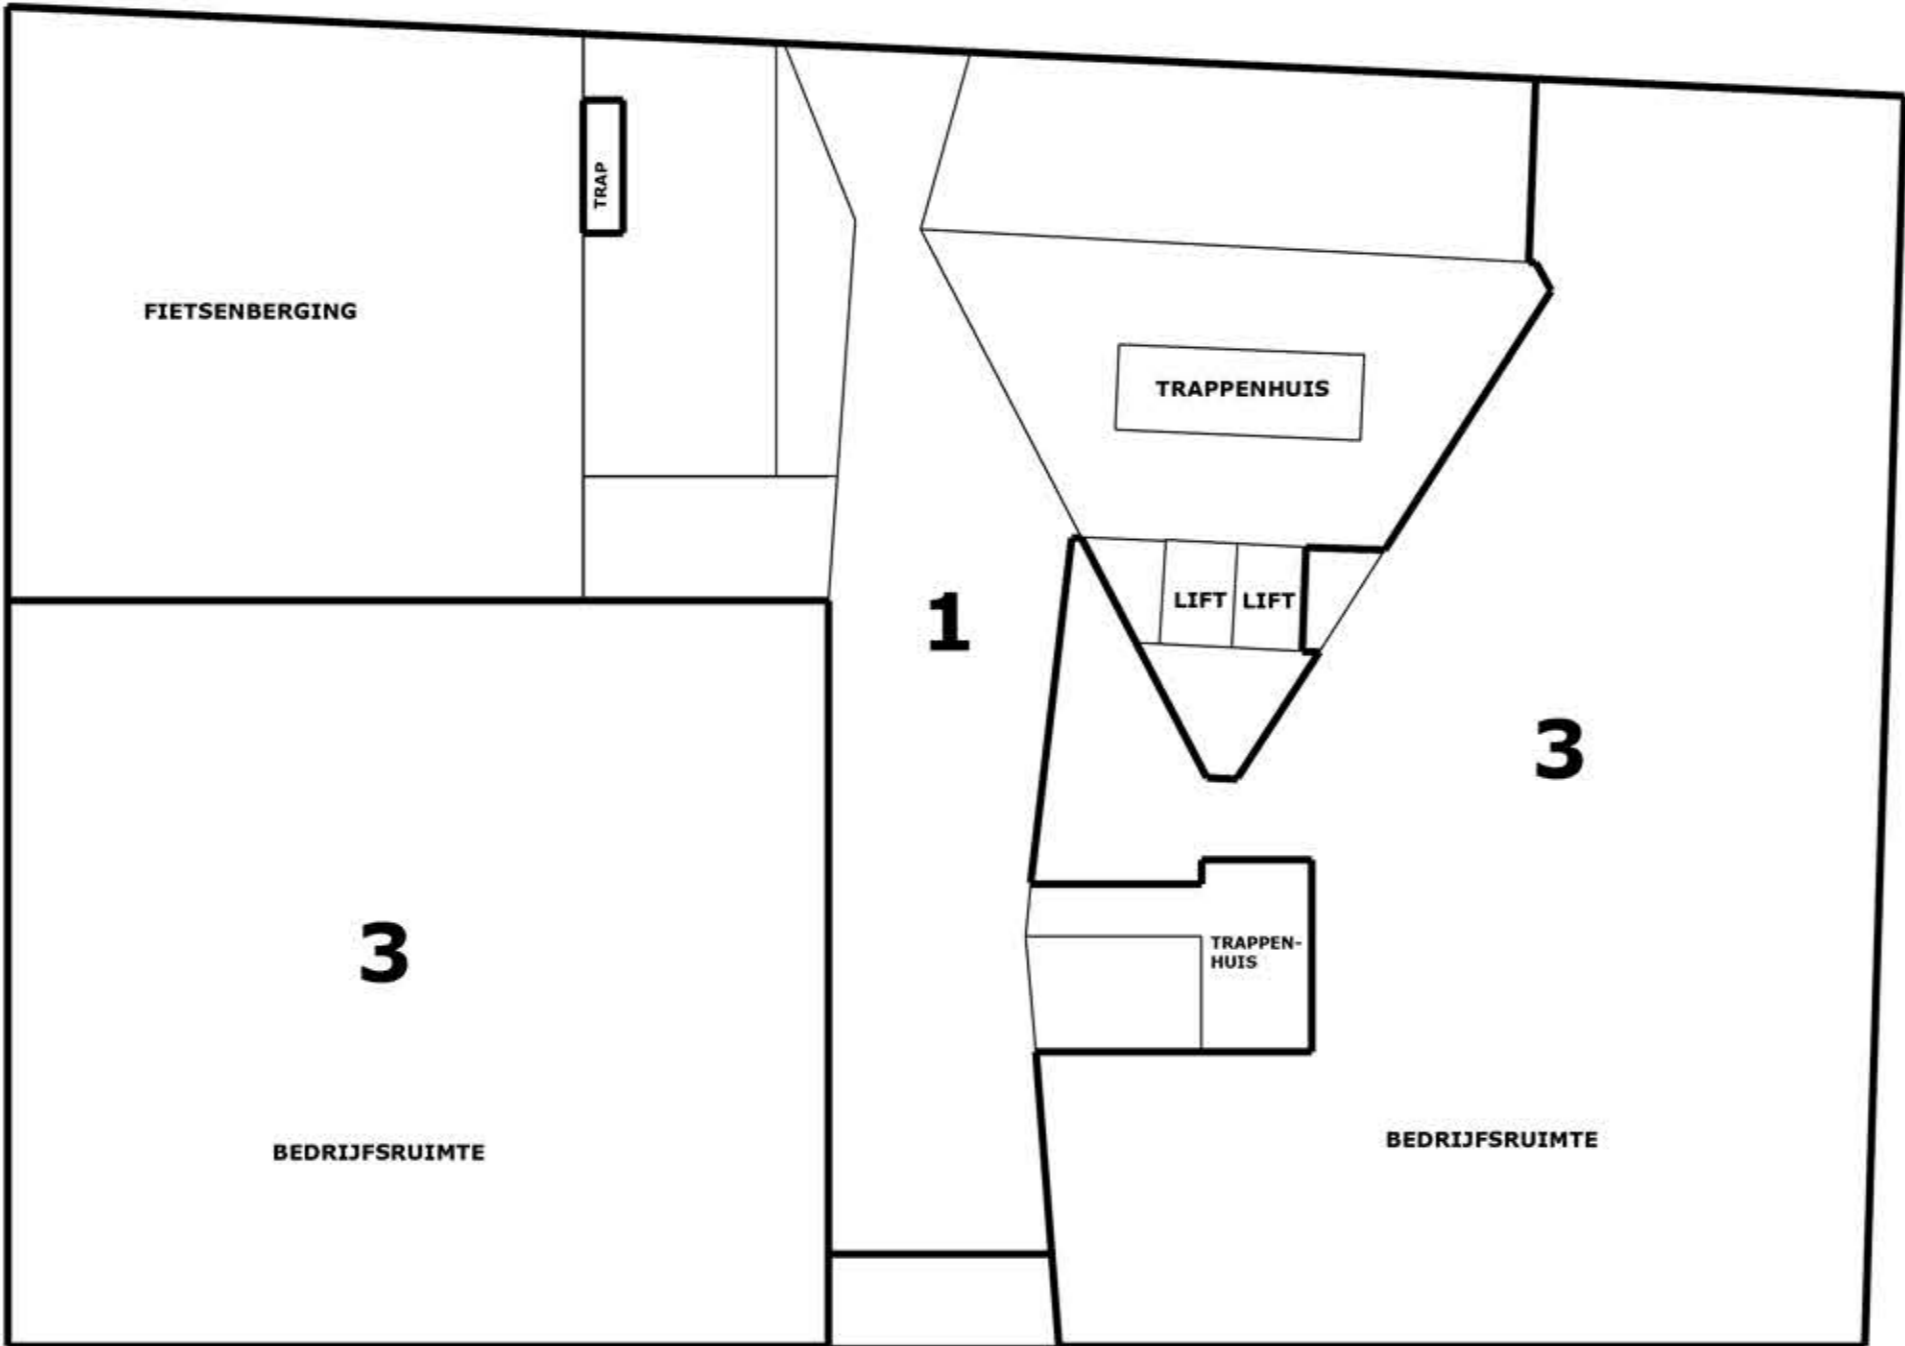 TRAP
FIETSENBERGING
TRAPPENHUIS
LIFT LIFT
1
3
3
TRAPPEN-
HUIS
BEDRIJFSRUIMTE
BEDRIJFSRUIMTE